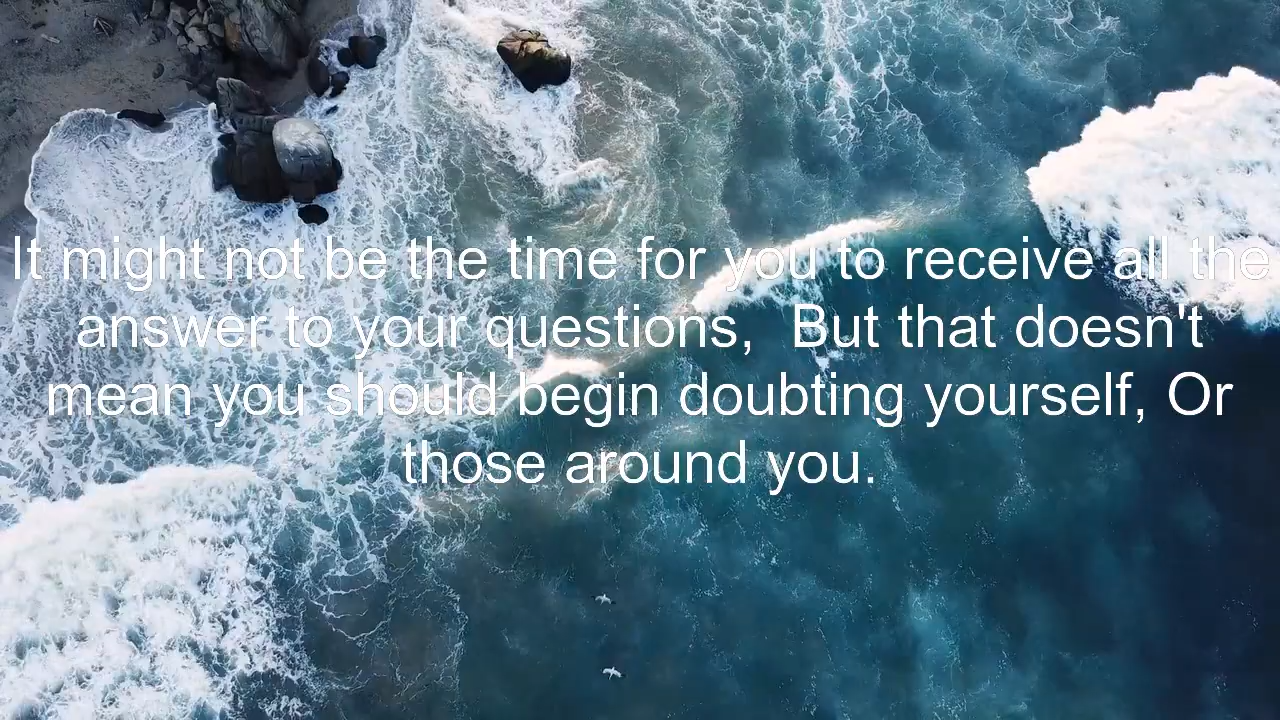 It might not be the time for you to receive all the
answer to your questions,  But that doesn't
mean you should begin doubting yourself, Or
those around you.